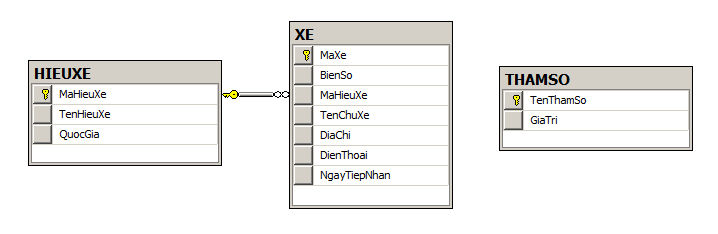 HIEUXE
MaHieuXe
TenHieuXe
QuocGia
XE
MaXe
BienSo
MaHieuXe
TenChuXe
DiaChi
DienThoai
NgayTiepNhan
THAMSO
TenThamSo
GiaTri